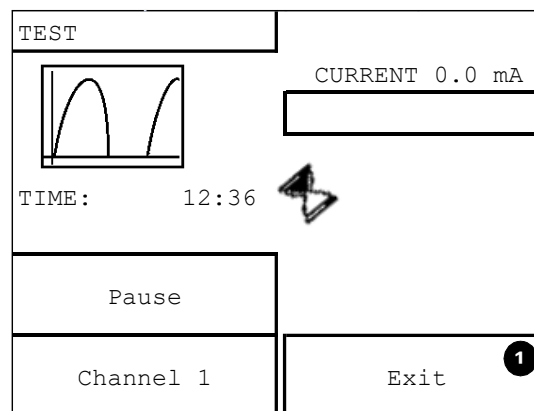 TEST
CURRENT 0.0 mA
TIME: 12:36
Pause
Channel 1
Exit
1